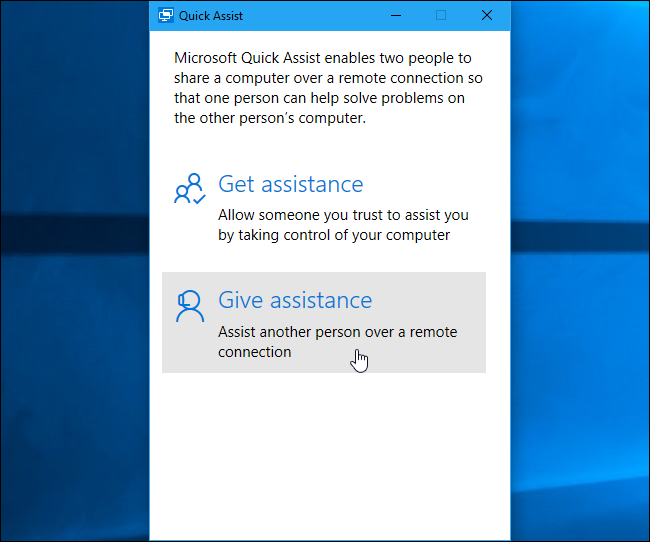 Quick Assist
Microsoft Quick Assist enables two people to
share a computer over a remote connection so
that one person can help solve problems on
the other person’s computer.
Get assistance
Allow someone you trust to assist you
by taking control of your computer
Give assistance
Assist another person over a remote
connection